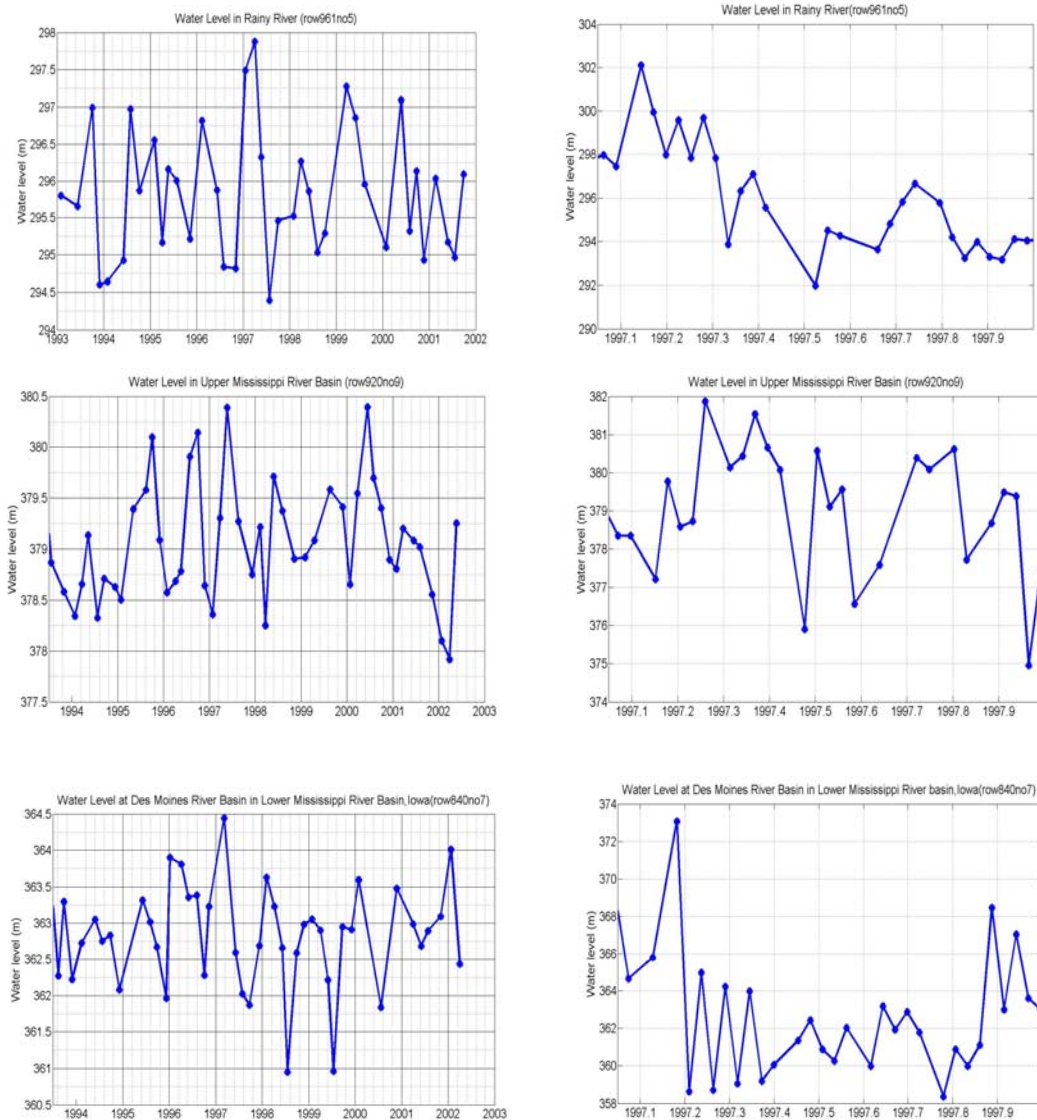 Water Level in Rainy River (row961no5)
Water level (m)
298
297.5
297
296.5
296
295.5
295
294.5
294
1993 1994 1995 1996 1997 1998 1999 2000 2001 2002
Water Level in Rainy River(row961no5)
Water level (m)
304
302
300
298
296
294
292
290
1997.1 1997.2 1997.3 1997.4 1997.5 1997.6 1997.7 1997.8 1997.9
Water Level in Upper Mississippi River Basin (row920no9)
Water level (m)
380.5
380
379.5
379
378.5
378
377.5
1994 1995 1996 1997 1998 1999 2000 2001 2002 2003
Water Level in Upper Mississippi River Basin (row920no9)
Water level (m)
382
381
380
379
378
377
376
375
374
1997.1 1997.2 1997.3 1997.4 1997.5 1997.6 1997.7 1997.8 1997.9
Water Level at Des Moines River Basin in Lower Mississippi River Basin,Iowa(row840no7)
Water level (m)
364.5
364
363.5
363
362.5
362
361.5
361
360.5
1994 1995 1996 1997 1998 1999 2000 2001 2002 2003
Water Level at Des Moines River Basin in Lower Mississippi River basin,Iowa(row840no7)
Water level (m)
374
372
370
368
366
364
362
360
358
1997.1 1997.2 1997.3 1997.4 1997.5 1997.6 1997.7 1997.8 1997.9